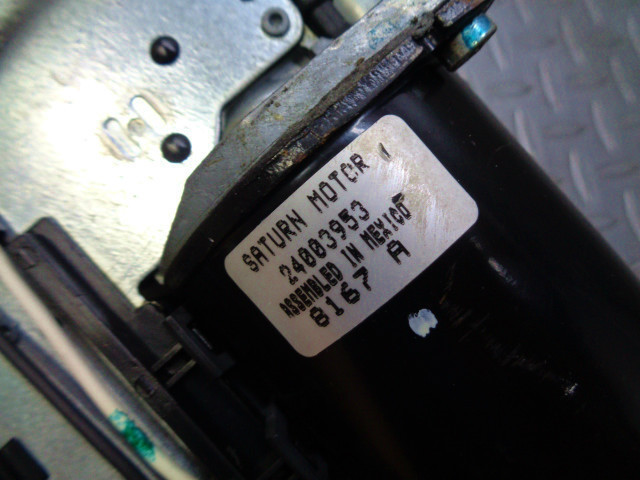 SATURN MOTOR
24003953
ASSEMBLED IN MEXICO
8167 A